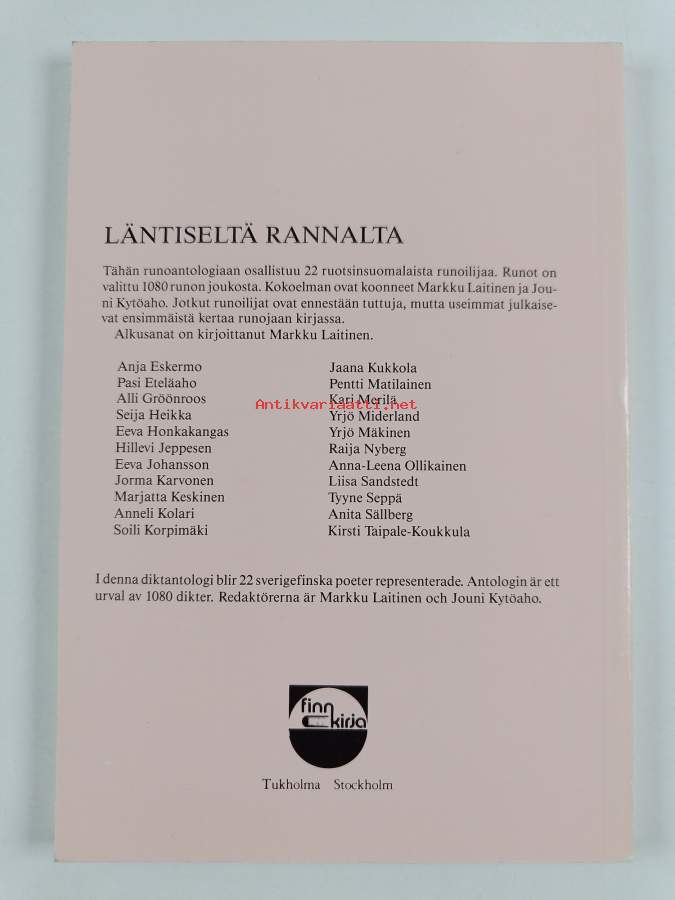 LÄNTISELTÄ RANNALTA
Tähän runoantologiaan osallistuu 22 ruotsinsuomalaista runoilijaa. Runot on
valittu 1080 runon joukosta. Kokoelman ovat koonneet Markku Laitinen ja Jou-
ni Kytöaho. Jotkut runoilijat ovat ennestään tuttuja, mutta useimmat julkaise-
vat ensimmäistä kertaa runojaan kirjassa.
Alkusanat on kirjoittanut Markku Laitinen.
Anja Eskermo
Pasi Eteläaho
Alli Gröönroos
Seija Heikka
Eeva Honkakangas
Hillevi Jeppesen
Eeva Johansson
Jorma Karvonen
Marjatta Keskinen
Anneli Kolari
Soili Korpimäki
Jaana Kukkola
Pentti Matilainen
Kari Merilä
Yrjö Miderland
Yrjö Mäkinen
Raija Nyberg
Anna-Leena Ollikainen
Liisa Sandstedt
Tyyne Seppä
Anita Sällberg
Kirsti Taipale-Koukkula
Antikvariaatti.net
I denna diktantologi blir 22 sverigefinska poeter representerade. Antologin är ett
urval av 1080 dikter. Redaktörerna är Markku Laitinen och Jouni Kytöaho.
finn
kirja
Tukholma Stockholm